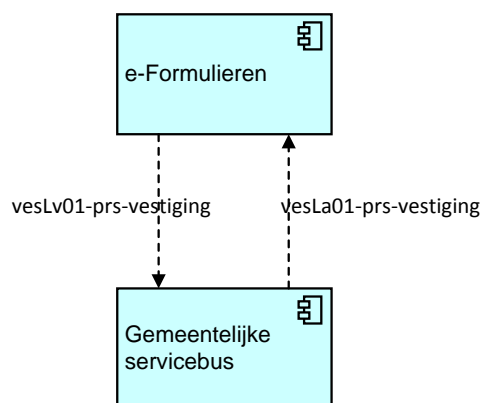 e-Formulieren
vesLv01-prs-vestiging
vesLa01-prs-vestiging
Gemeentelijke
servicebus